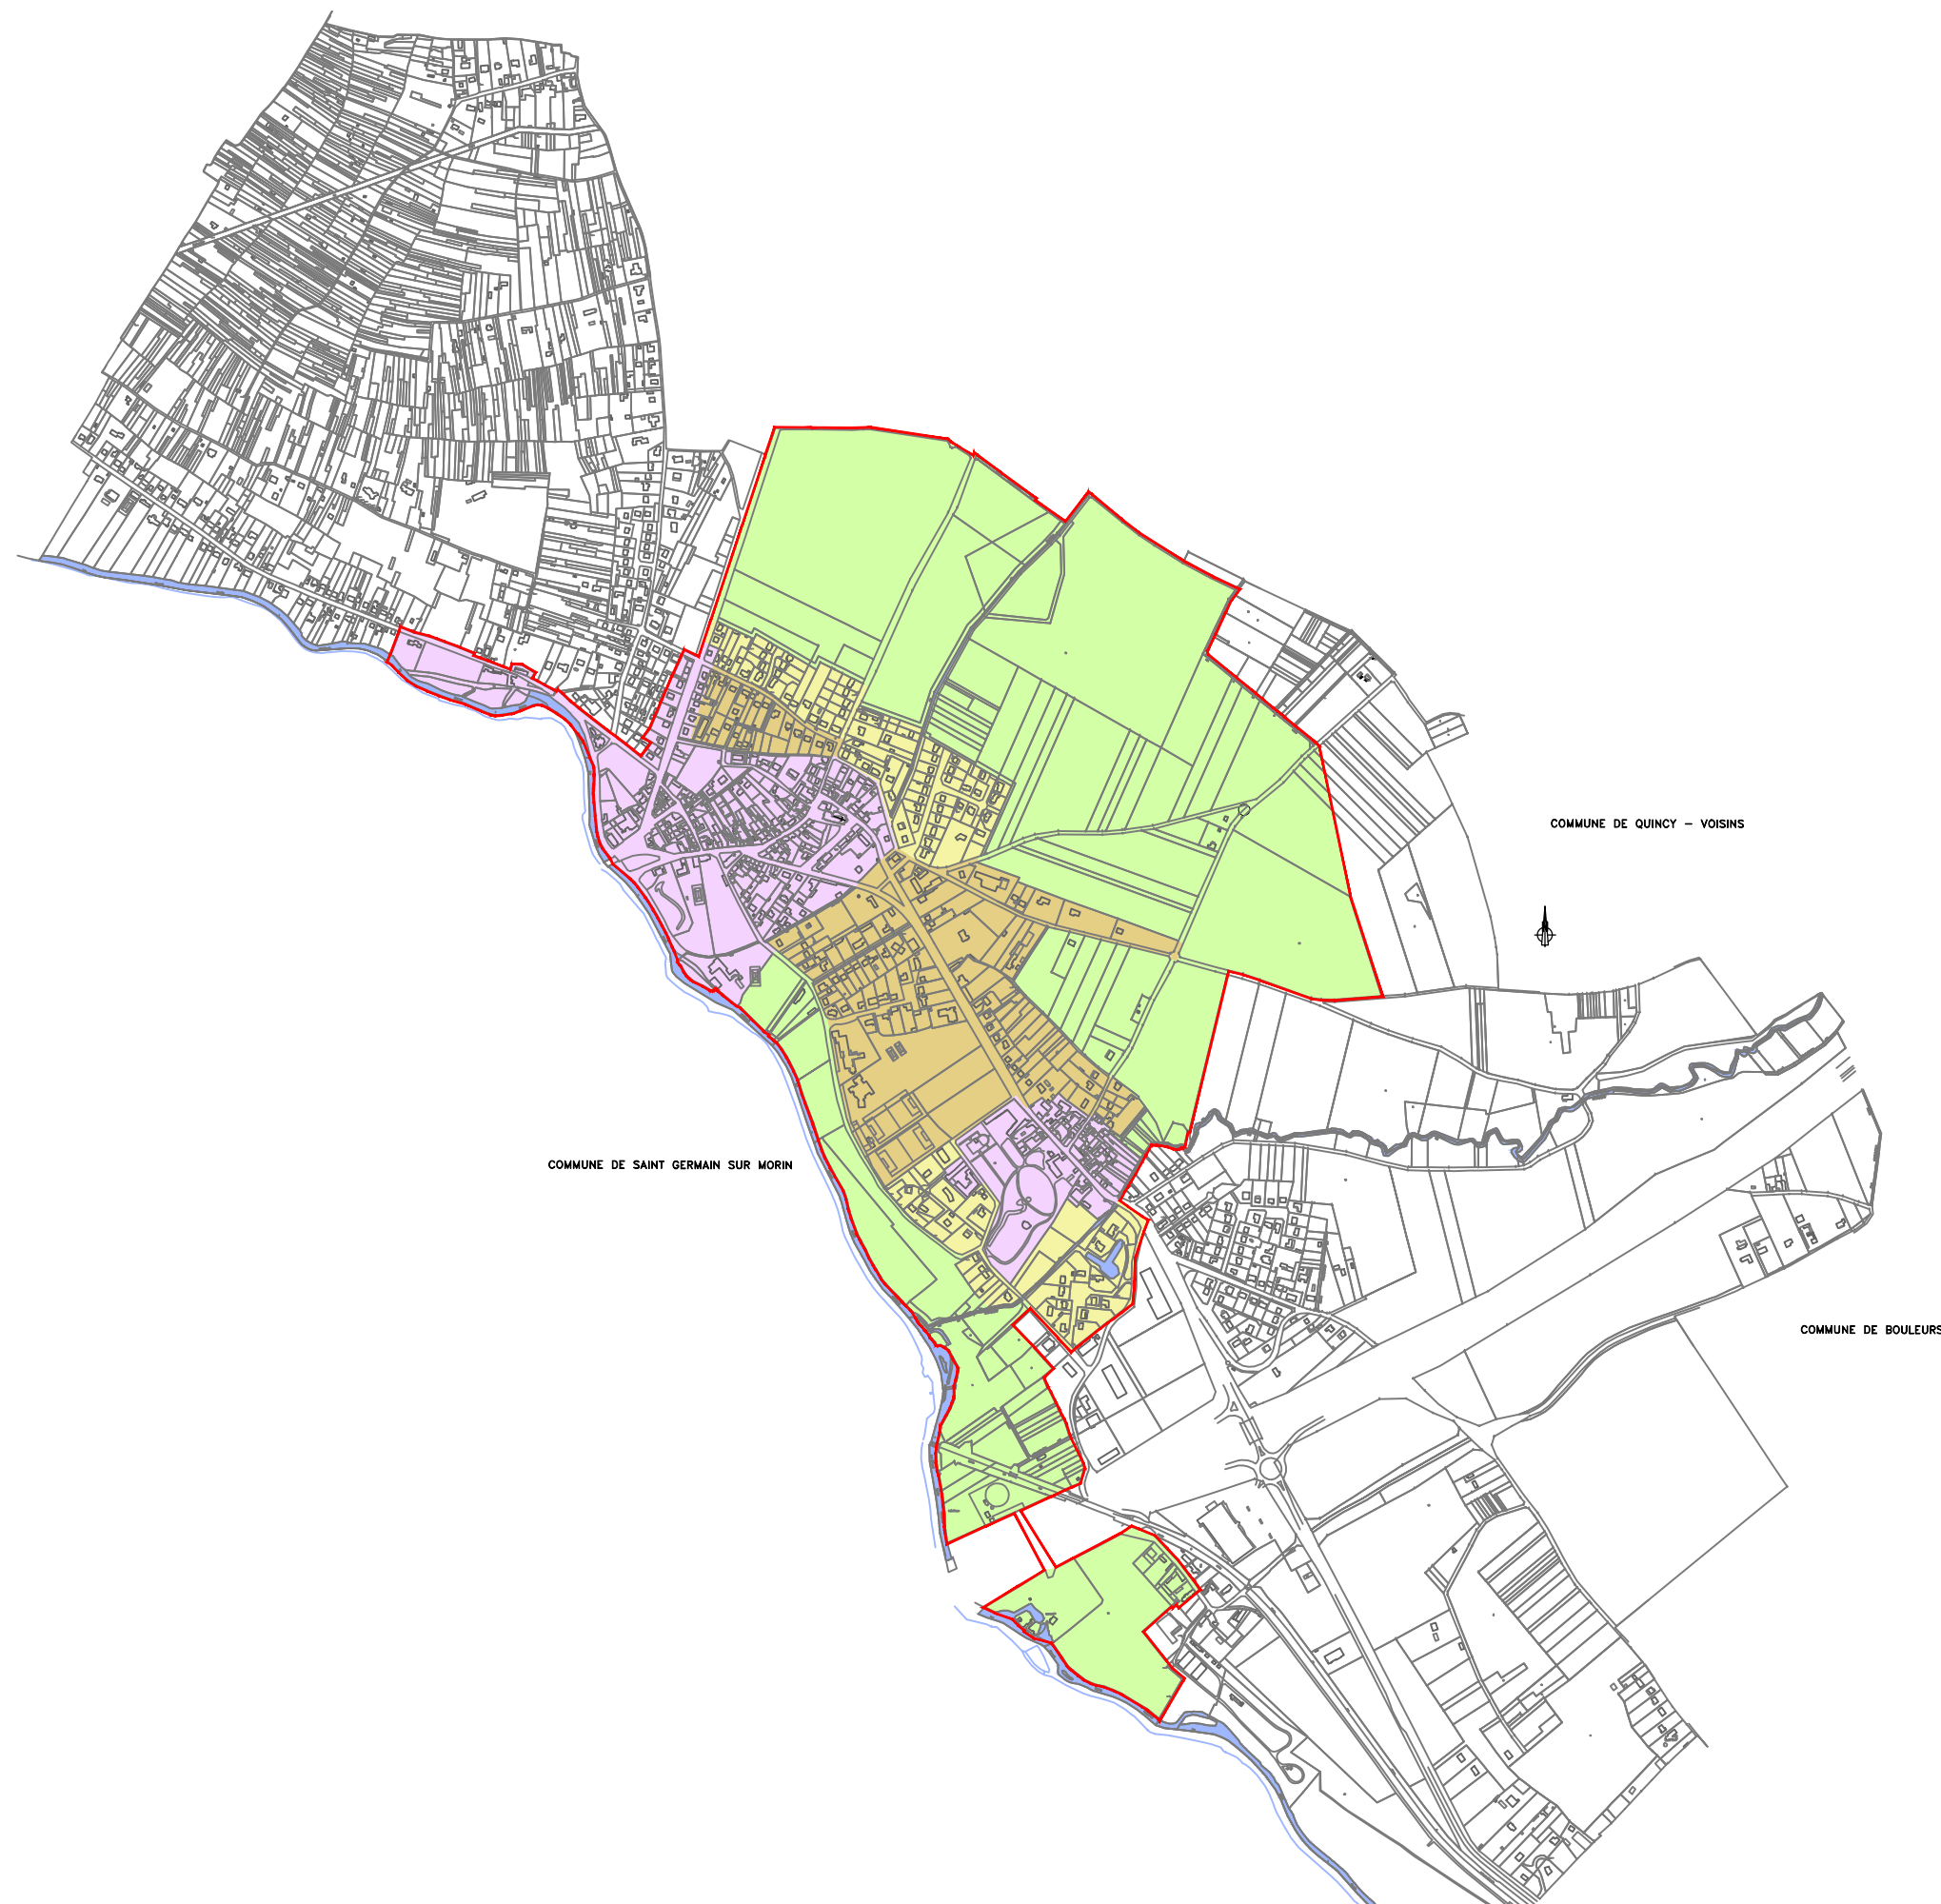 COMMUNE DE QUINCY – VOISINS
COMMUNE DE SAINT GERMAIN SUR MORIN
COMMUNE DE BOULEURS